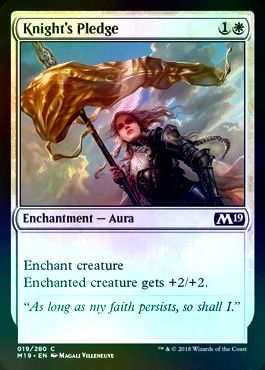 Knight's Pledge 1
Enchantment — Aura M19
Enchant creature
Enchanted creature gets +2/+2.
“As long as my faith persists, so shall I.”
019/280 C
M19 • EN MAGALI VILLENEUVE ™ & © 2018 Wizards of the Coast